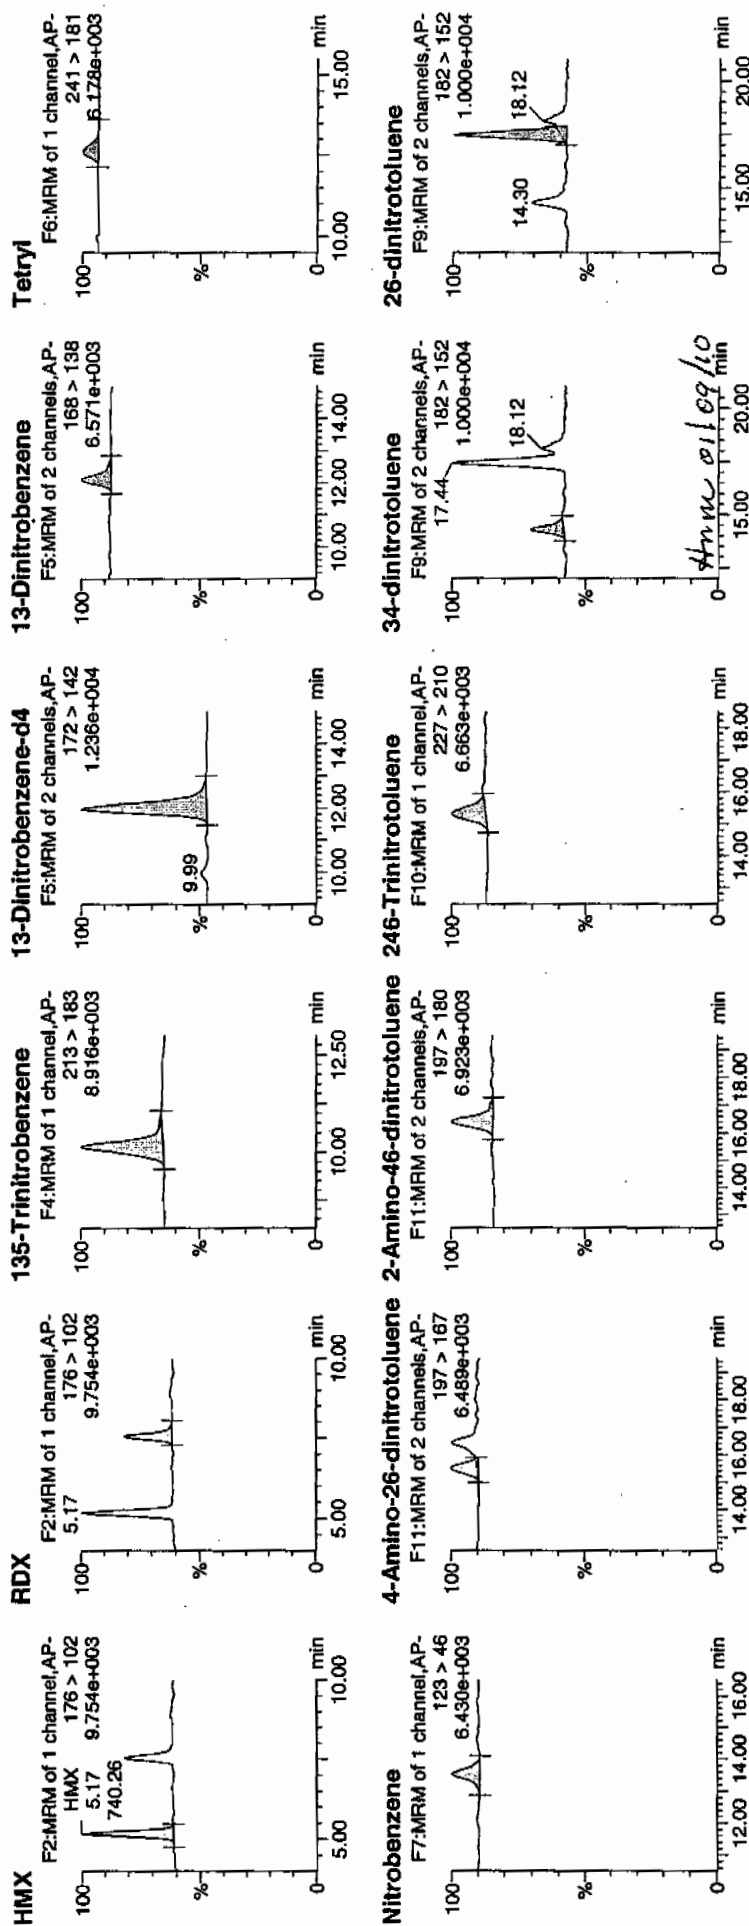 HMX
F2:MRM of 1 channel,AP-
HMX
176 > 102
5.17
9.754e+003
740.26
100
%
0
5.00
10.00
min
RDX
F2:MRM of 1 channel,AP-
5.17
176 > 102
9.754e+003
100
%
0
5.00
10.00
min
135-Trinitrobenzene
F4:MRM of 1 channel,AP-
213 > 183
8.916e+003
100
%
0
10.00
12.50
min
13-Dinitrobenzene-d4
F5:MRM of 2 channels,AP-
172 > 142
1.236e+004
9.99
100
%
0
10.00
12.00
14.00
min
13-Dinitrobenzene
F5:MRM of 2 channels,AP-
168 > 138
6.571e+003
100
%
0
10.00
12.00
14.00
min
Tetryl
F6:MRM of 1 channel,AP-
241 > 181
6.178e+003
100
%
0
10.00
15.00
min
Nitrobenzene
F7:MRM of 1 channel,AP-
123 > 46
6.430e+003
100
%
0
12.00
14.00
16.00
min
4-Amino-26-dinitrotoluene
F11:MRM of 2 channels,AP-
197 > 167
6.489e+003
100
%
0
14.00
16.00
18.00
min
2-Amino-46-dinitrotoluene
F11:MRM of 2 channels,AP-
197 > 180
6.923e+003
100
%
0
14.00
16.00
18.00
min
246-Trinitrotoluene
F10:MRM of 1 channel,AP-
227 > 210
6.663e+003
100
%
0
14.00
16.00
18.00
min
34-dinitrotoluene
F9:MRM of 2 channels,AP-
17.44
182 > 152
1.000e+004
18.12
100
%
0
15.00
20.00
min
01/09/10
26-dinitrotoluene
F9:MRM of 2 channels,AP-
182 > 152
1.000e+004
14.30
18.12
100
%
0
15.00
20.00
min